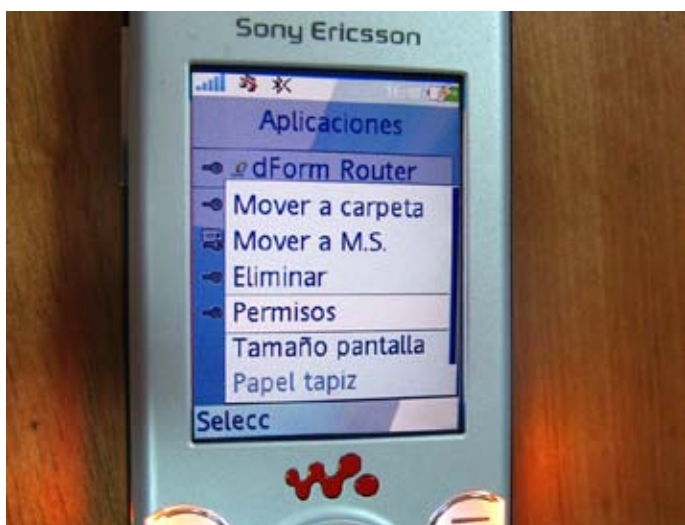 Sony Ericsson
Aplicaciones
dForm Router
Mover a carpeta
Mover a M.S.
Eliminar
Permisos
Tamaño pantalla
Papel tapiz
Selecc